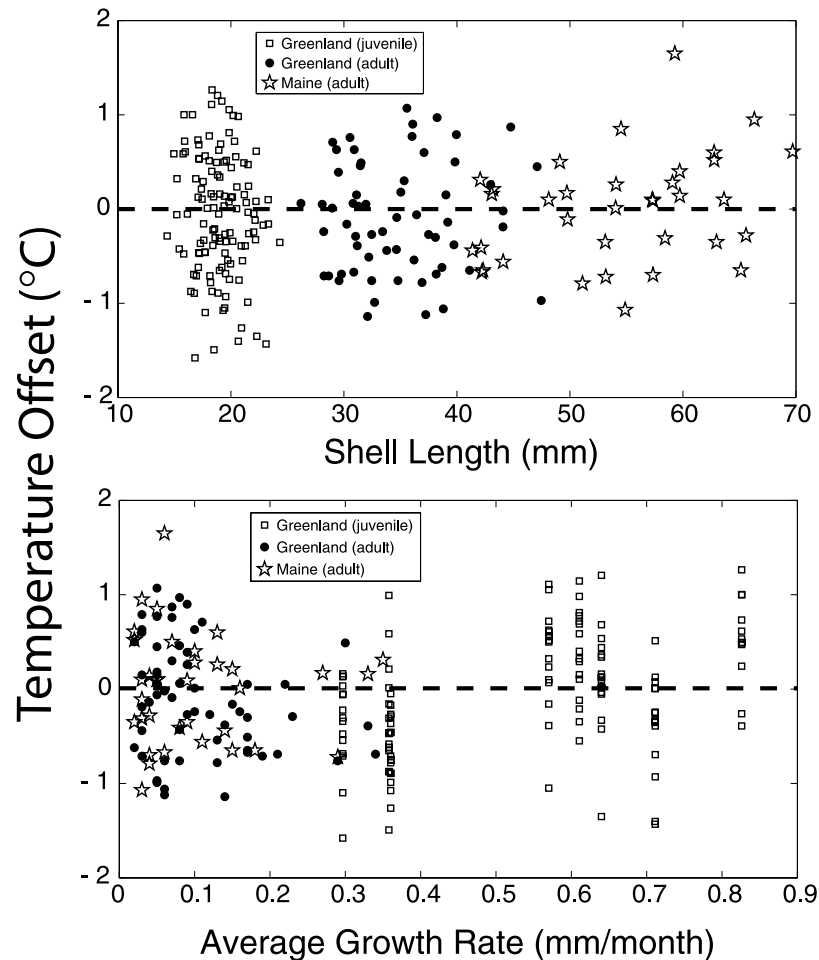 2
Greenland (juvenile)
Greenland (adult)
Maine (adult)
1
0
- 1
- 2
10 20 30 40 50 60 70
Shell Length (mm)
Temperature Offset (°C)
2
Greenland (juvenile)
Greenland (adult)
Maine (adult)
1
0
- 1
- 2
0 0.1 0.2 0.3 0.4 0.5 0.6 0.7 0.8 0.9
Average Growth Rate (mm/month)